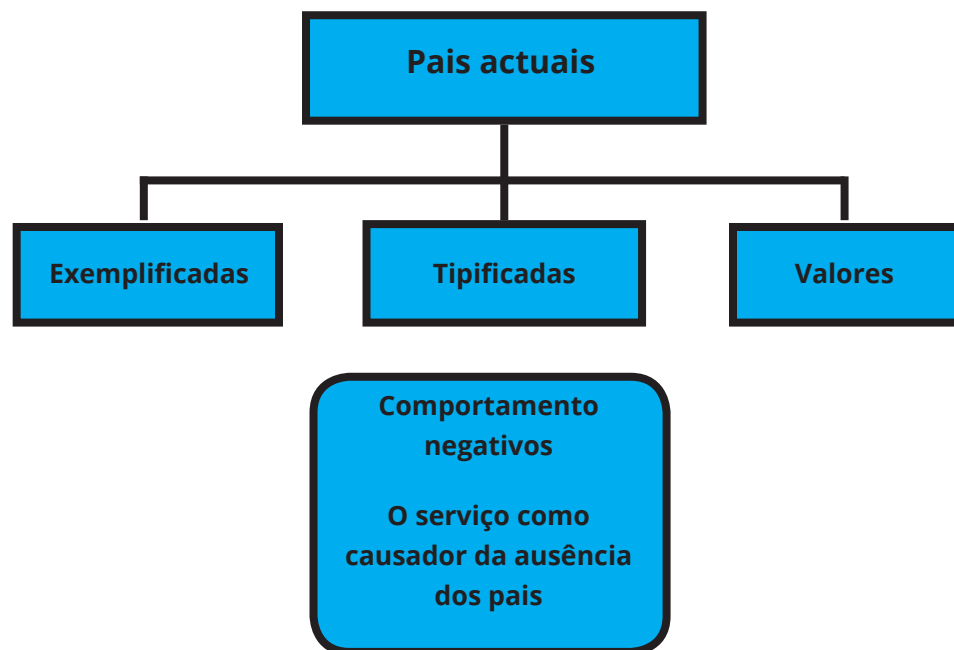 Pais actuais
Exemplificadas
Tipificadas
Valores
Comportamento
negativos
O serviço como
causador da ausência
dos pais